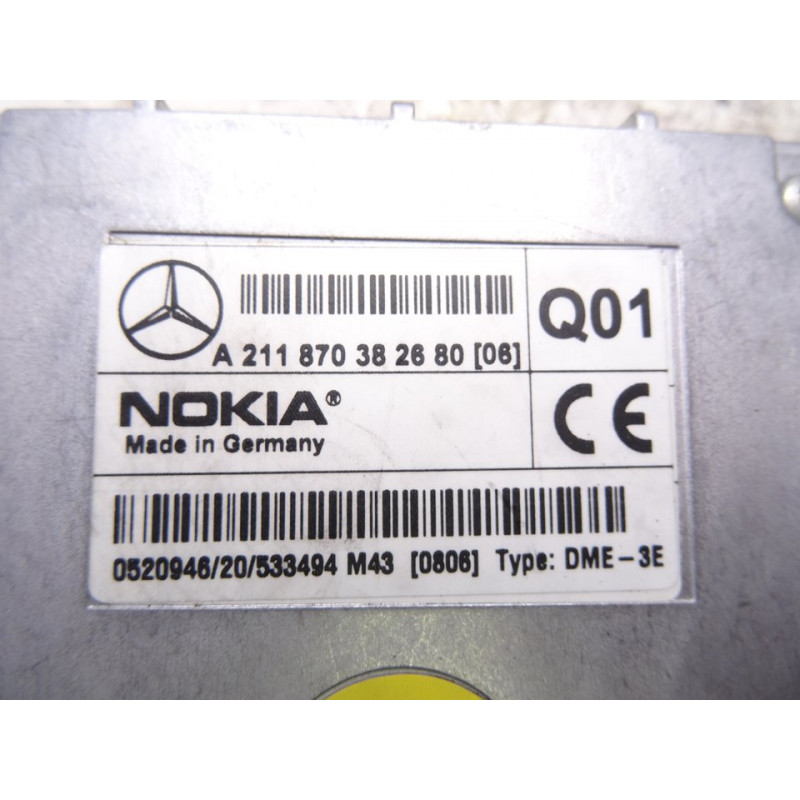 A 211 870 38 26 80 [06]
Q01
NOKIA®
Made in Germany
CE
0520946/20/533494 M43 [0806] Type: DME-3E